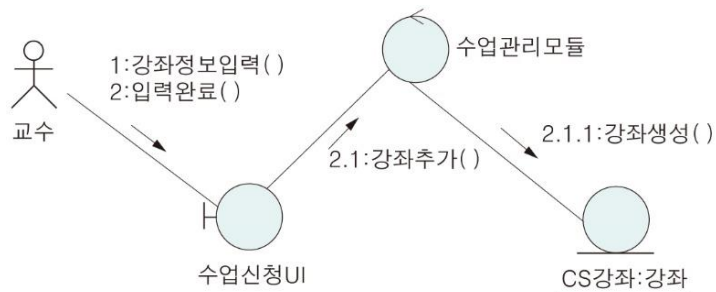 수업관리모듈
1:강좌정보입력( )
2:입력완료( )
교수
2.1:강좌추가( )
2.1.1:강좌생성( )
수업신청UI
CS강좌:강좌